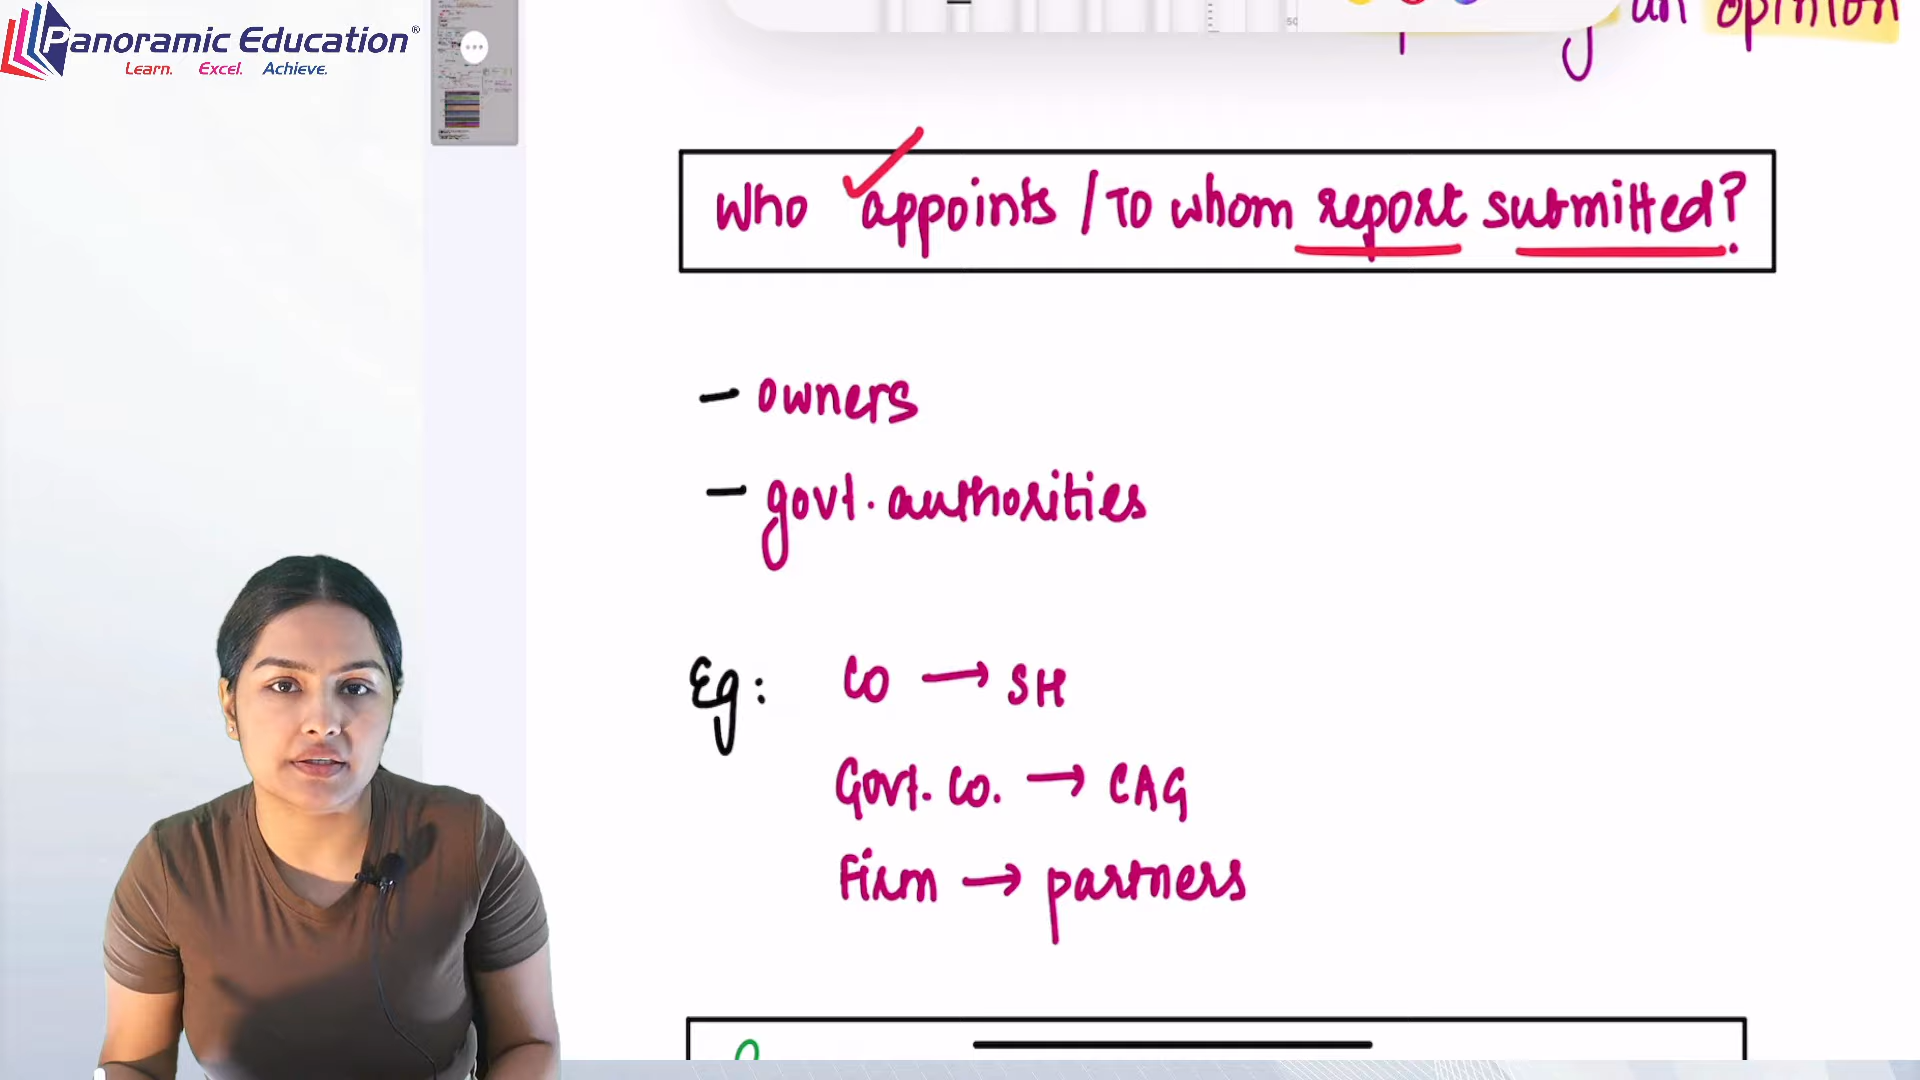 Panoramic Education®
Learn. Excel. Achieve.
an opinion
50
Who appoints / To whom report submitted?
- owners
- govt. authorities
Eg: Co → SH
Govt. Co. → CAG
Firm → partners